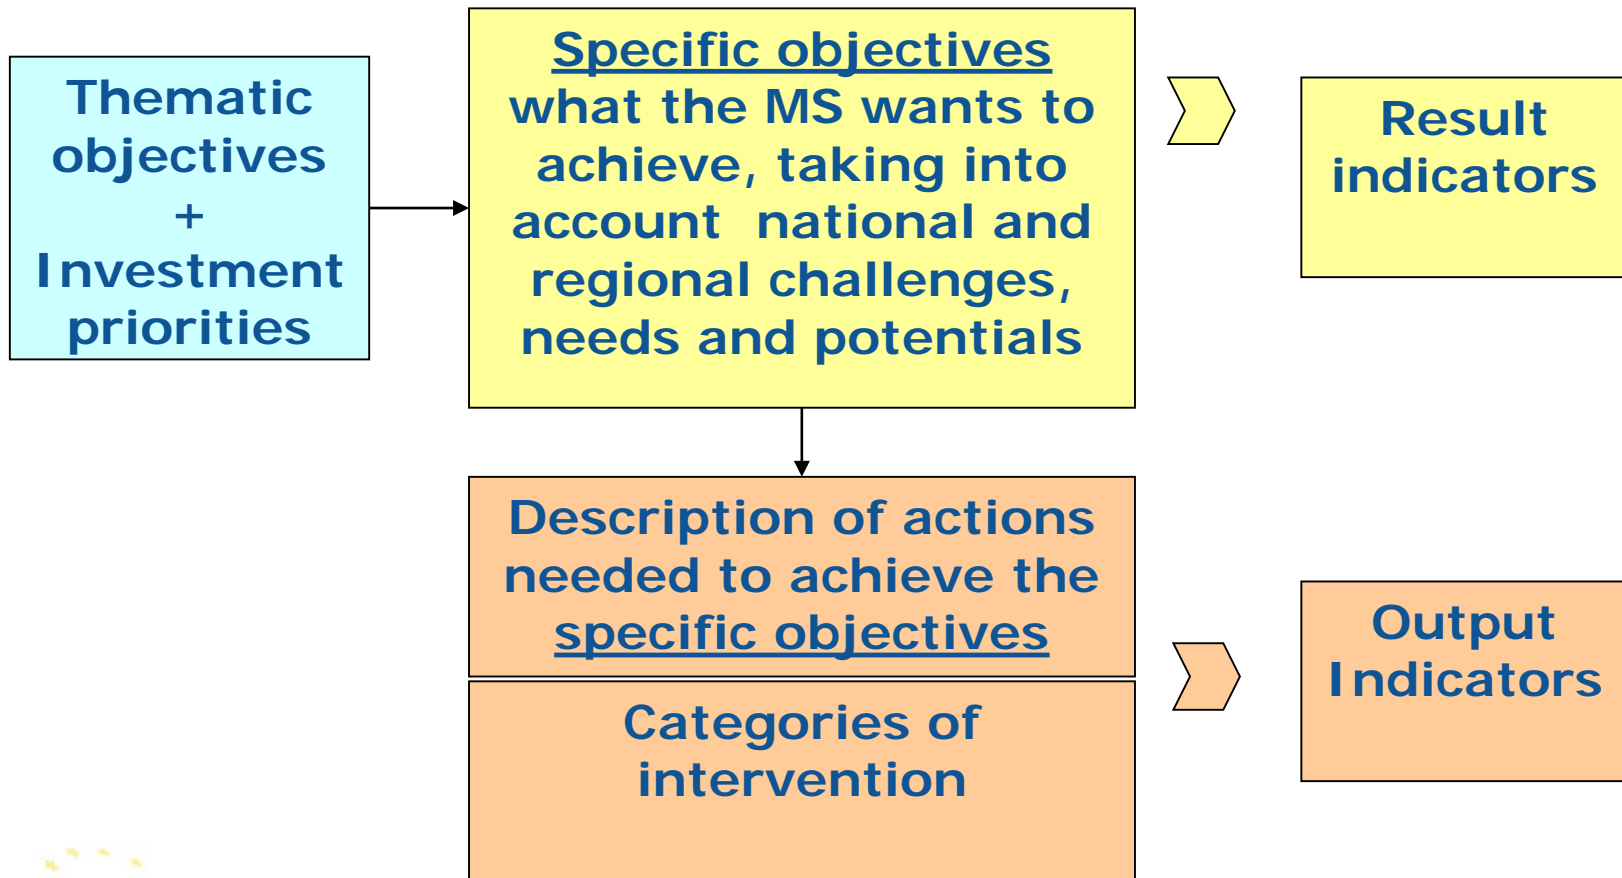 Thematic
objectives
+
Investment
priorities
Specific objectives
what the MS wants to
achieve, taking into
account national and
regional challenges,
needs and potentials
Result
indicators
Description of actions
needed to achieve the
specific objectives
Categories of
intervention
Output
Indicators